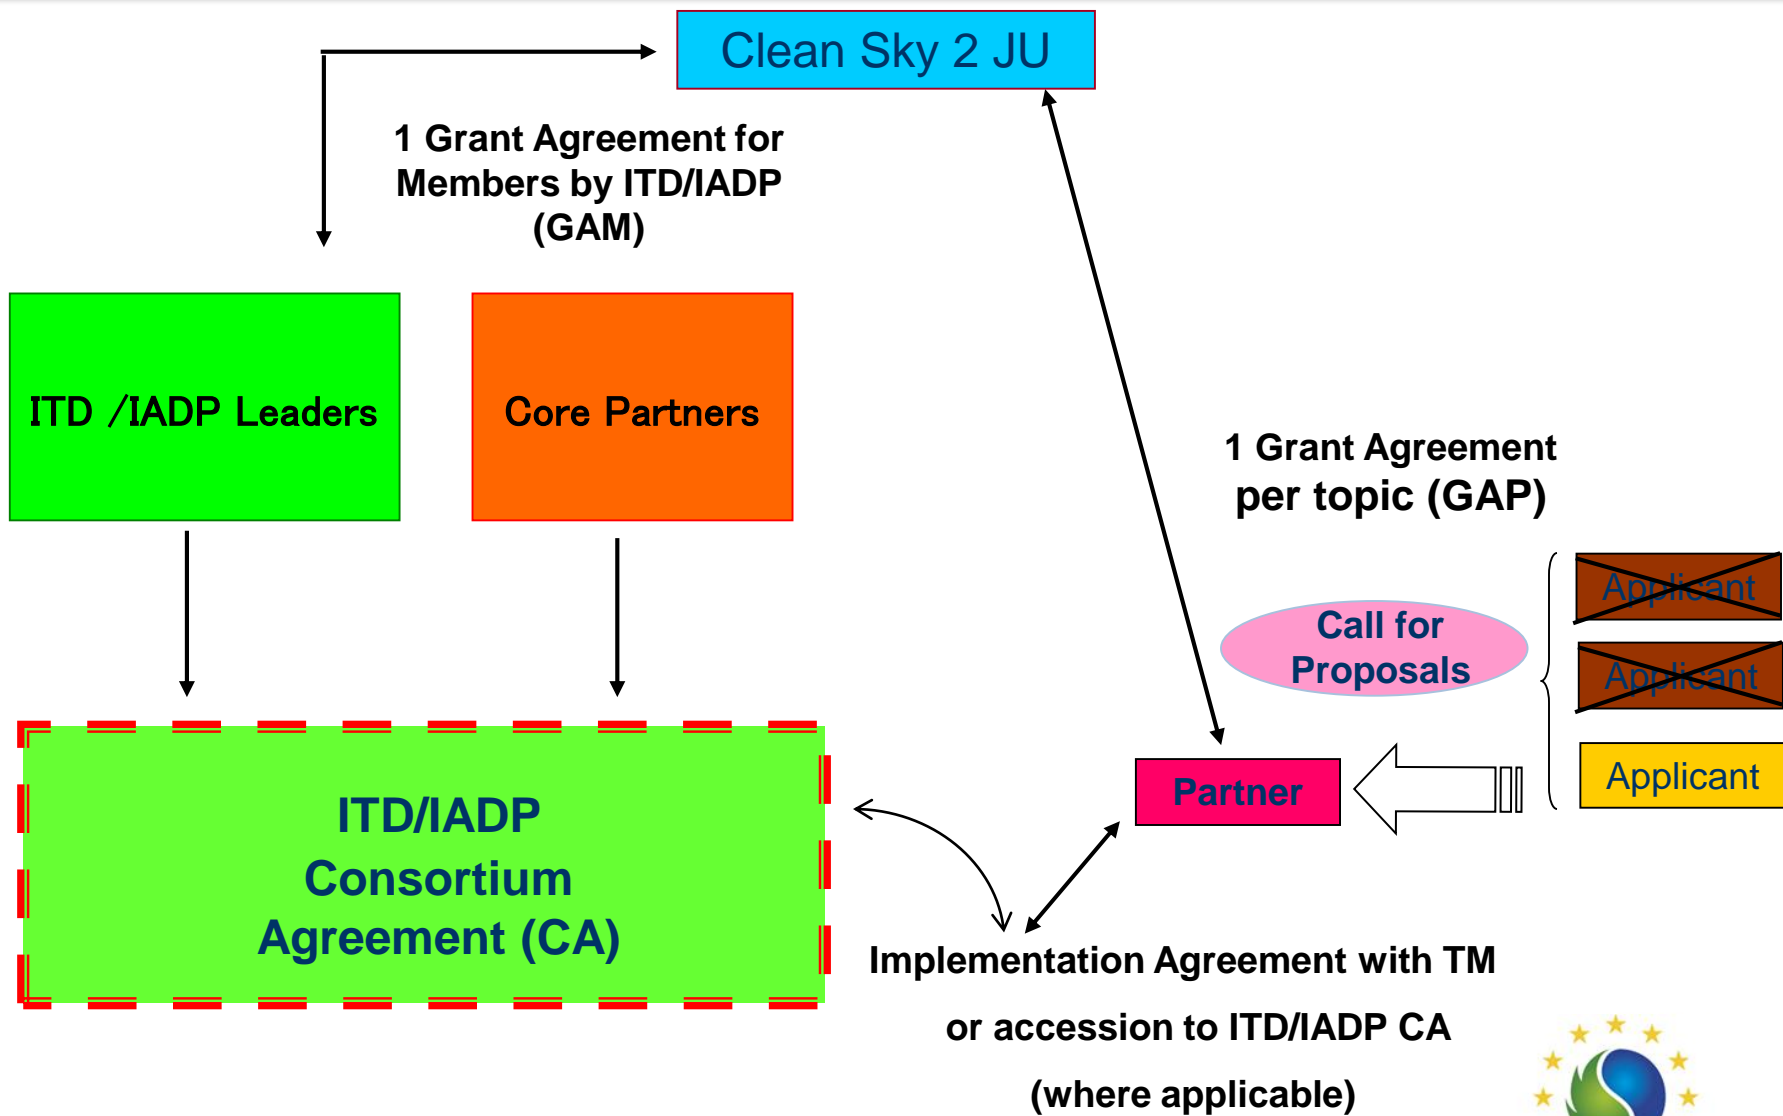 Clean Sky 2 JU
1 Grant Agreement for
Members by ITD/IADP
(GAM)
ITD /IADP Leaders
Core Partners
1 Grant Agreement
per topic (GAP)
Applicant
Call for
Proposals
Applicant
Applicant
Partner
ITD/IADP
Consortium
Agreement (CA)
Implementation Agreement with TM
or accession to ITD/IADP CA
(where applicable)